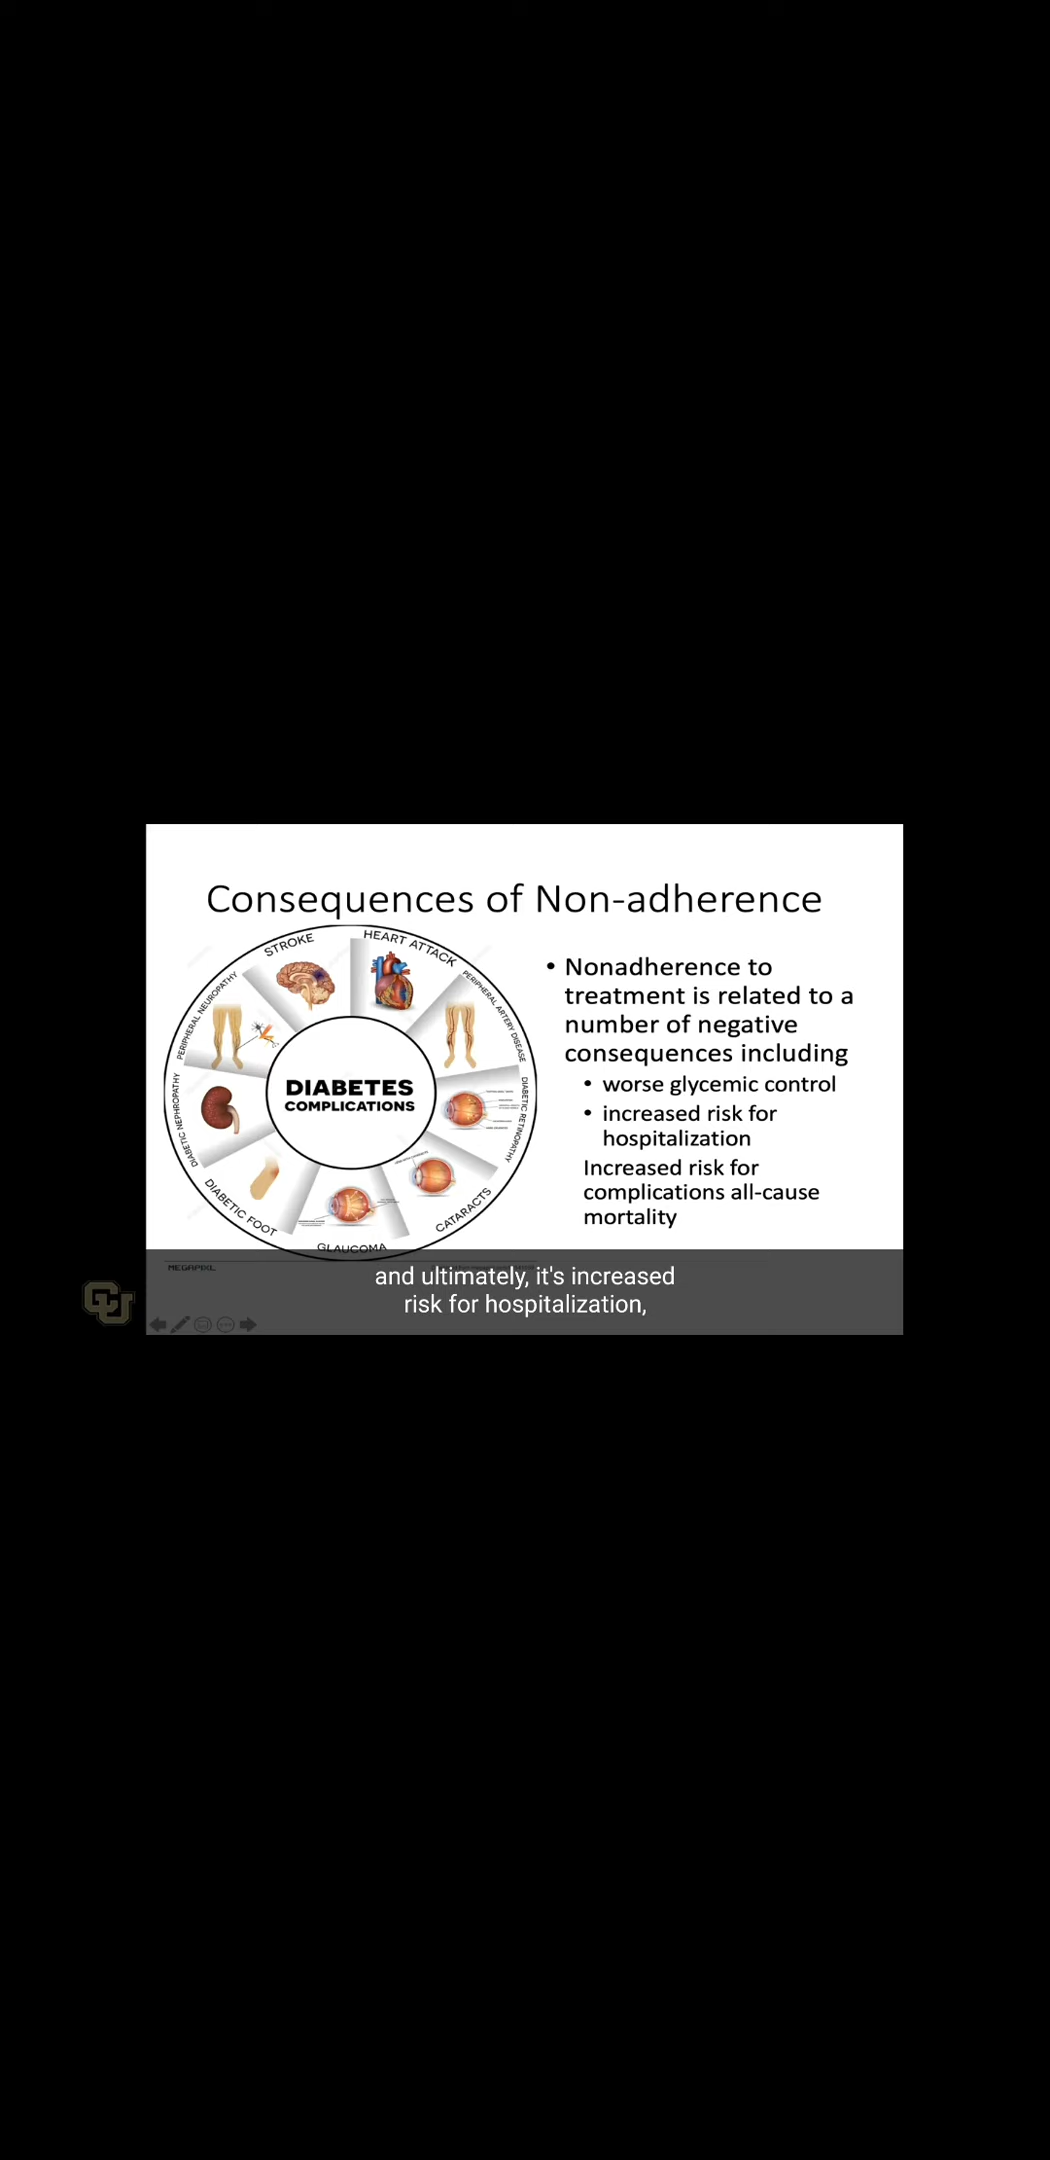 Consequences of Non-adherence
STROKE
HEART ATTACK
PERIPHERAL NEUROPATHY
PERIPHERAL ARTERY DISEASE
DIABETIC NEPHROPATHY
DIABETIC RETINOPATHY
DIABETES
COMPLICATIONS
DIABETIC FOOT
GLAUCOMA
CATARACTS
• Nonadherence to
treatment is related to a
number of negative
consequences including
• worse glycemic control
• increased risk for
hospitalization
Increased risk for
complications all-cause
mortality
MEGAPIXL
and ultimately, it's increased
risk for hospitalization,
CU